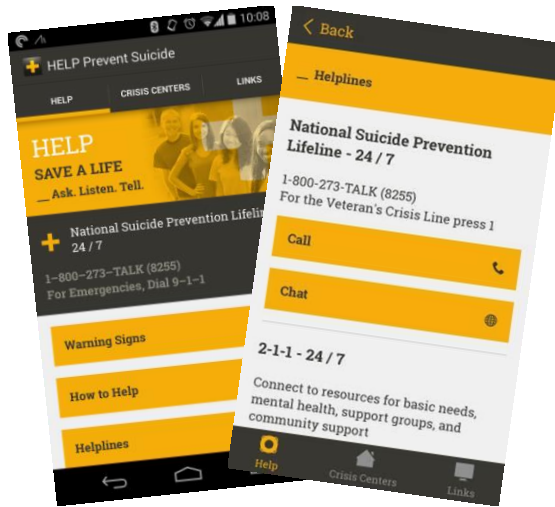 10:08
HELP Prevent Suicide
HELP
CRISIS CENTERS
LINKS
HELP
SAVE A LIFE
__ Ask. Listen. Tell.
National Suicide Prevention
24 / 7
1-800-273-TALK (8255)
For Emergencies, Dial 9-1-1
Warning Signs
How to Help
Helplines
Back
__ Helplines
National Suicide Prevention
Lifeline - 24 / 7
1-800-273-TALK (8255)
For the Veteran's Crisis Line press 1
Call
Chat
2-1-1 - 24 / 7
Connect to resources for basic needs,
mental health, support groups, and
community support
Help
Crisis Centers
Links